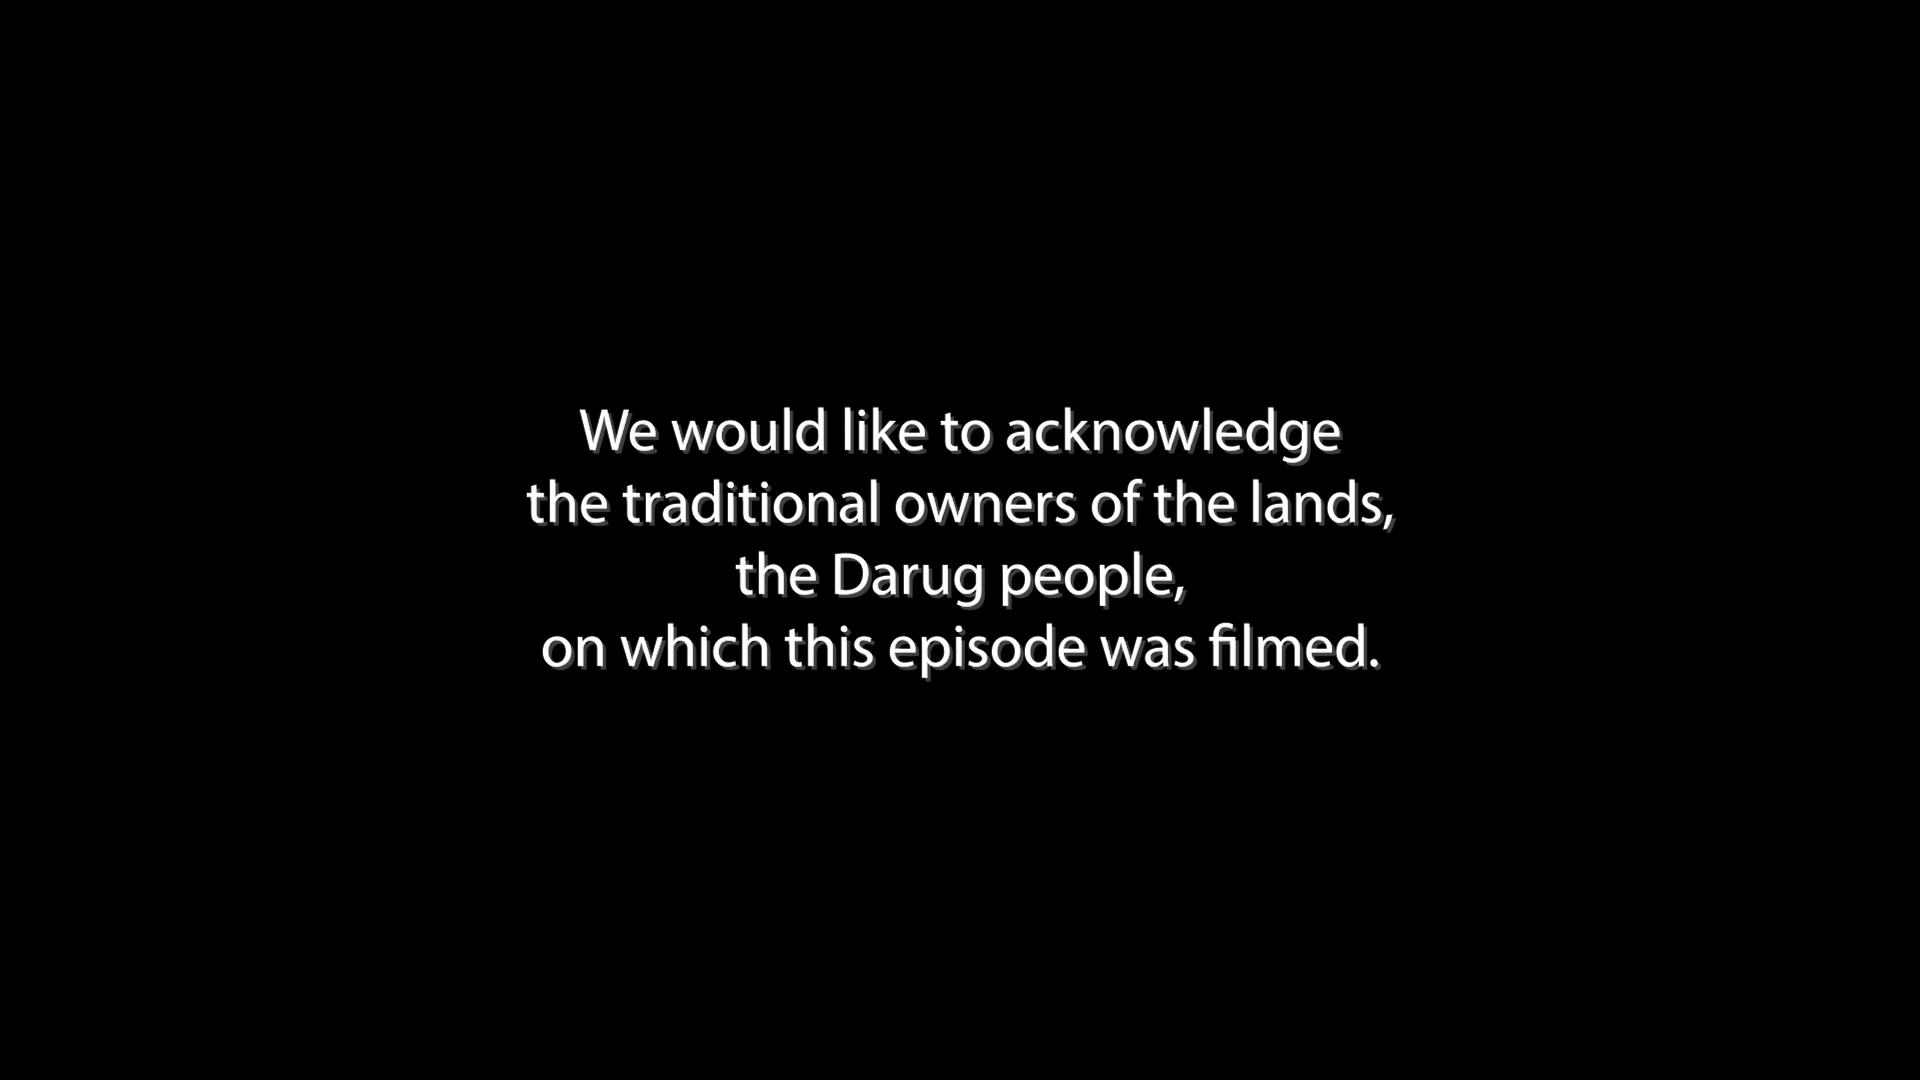 We would like to acknowledge
the traditional owners of the lands,
the Darug people,
on which this episode was filmed.